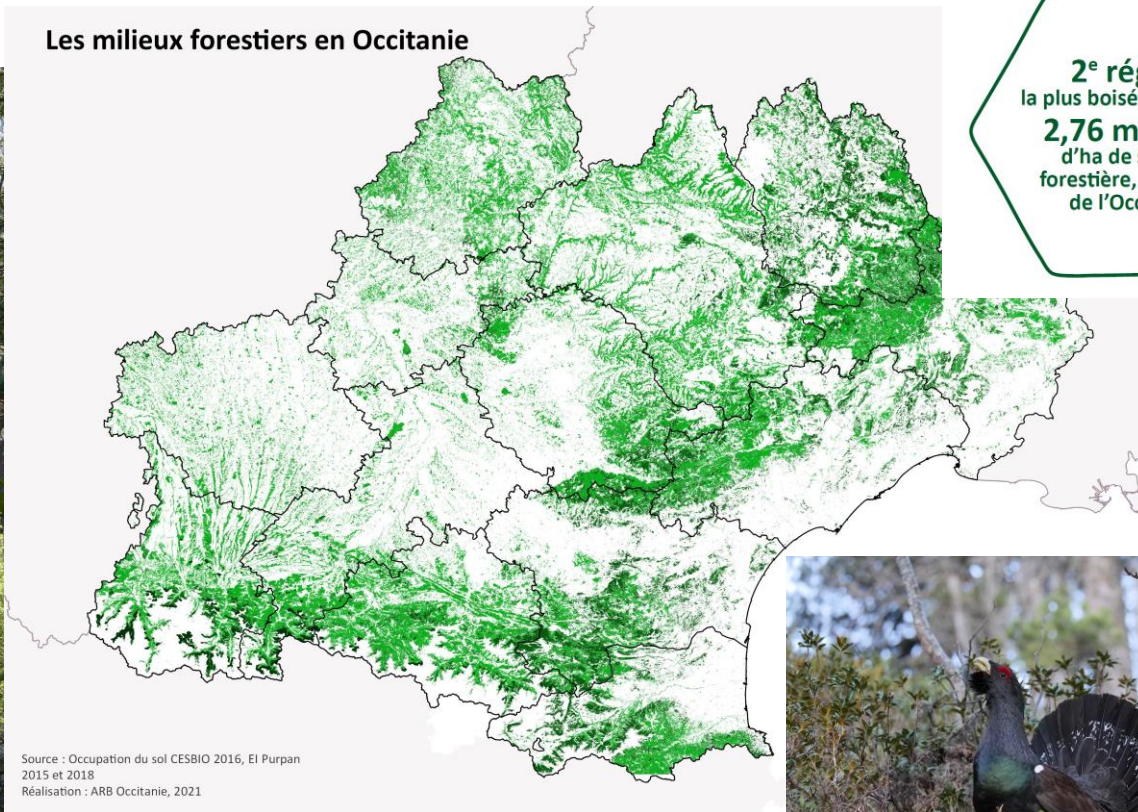 Les milieux forestiers en Occitanie
2ᵉ rég
la plus boisé
2,76 m
d'ha de
forestière,
de l'Occ
Source : Occupation du sol CESBIO 2016, EI Purpan
2015 et 2018
Réalisation : ARB Occitanie, 2021